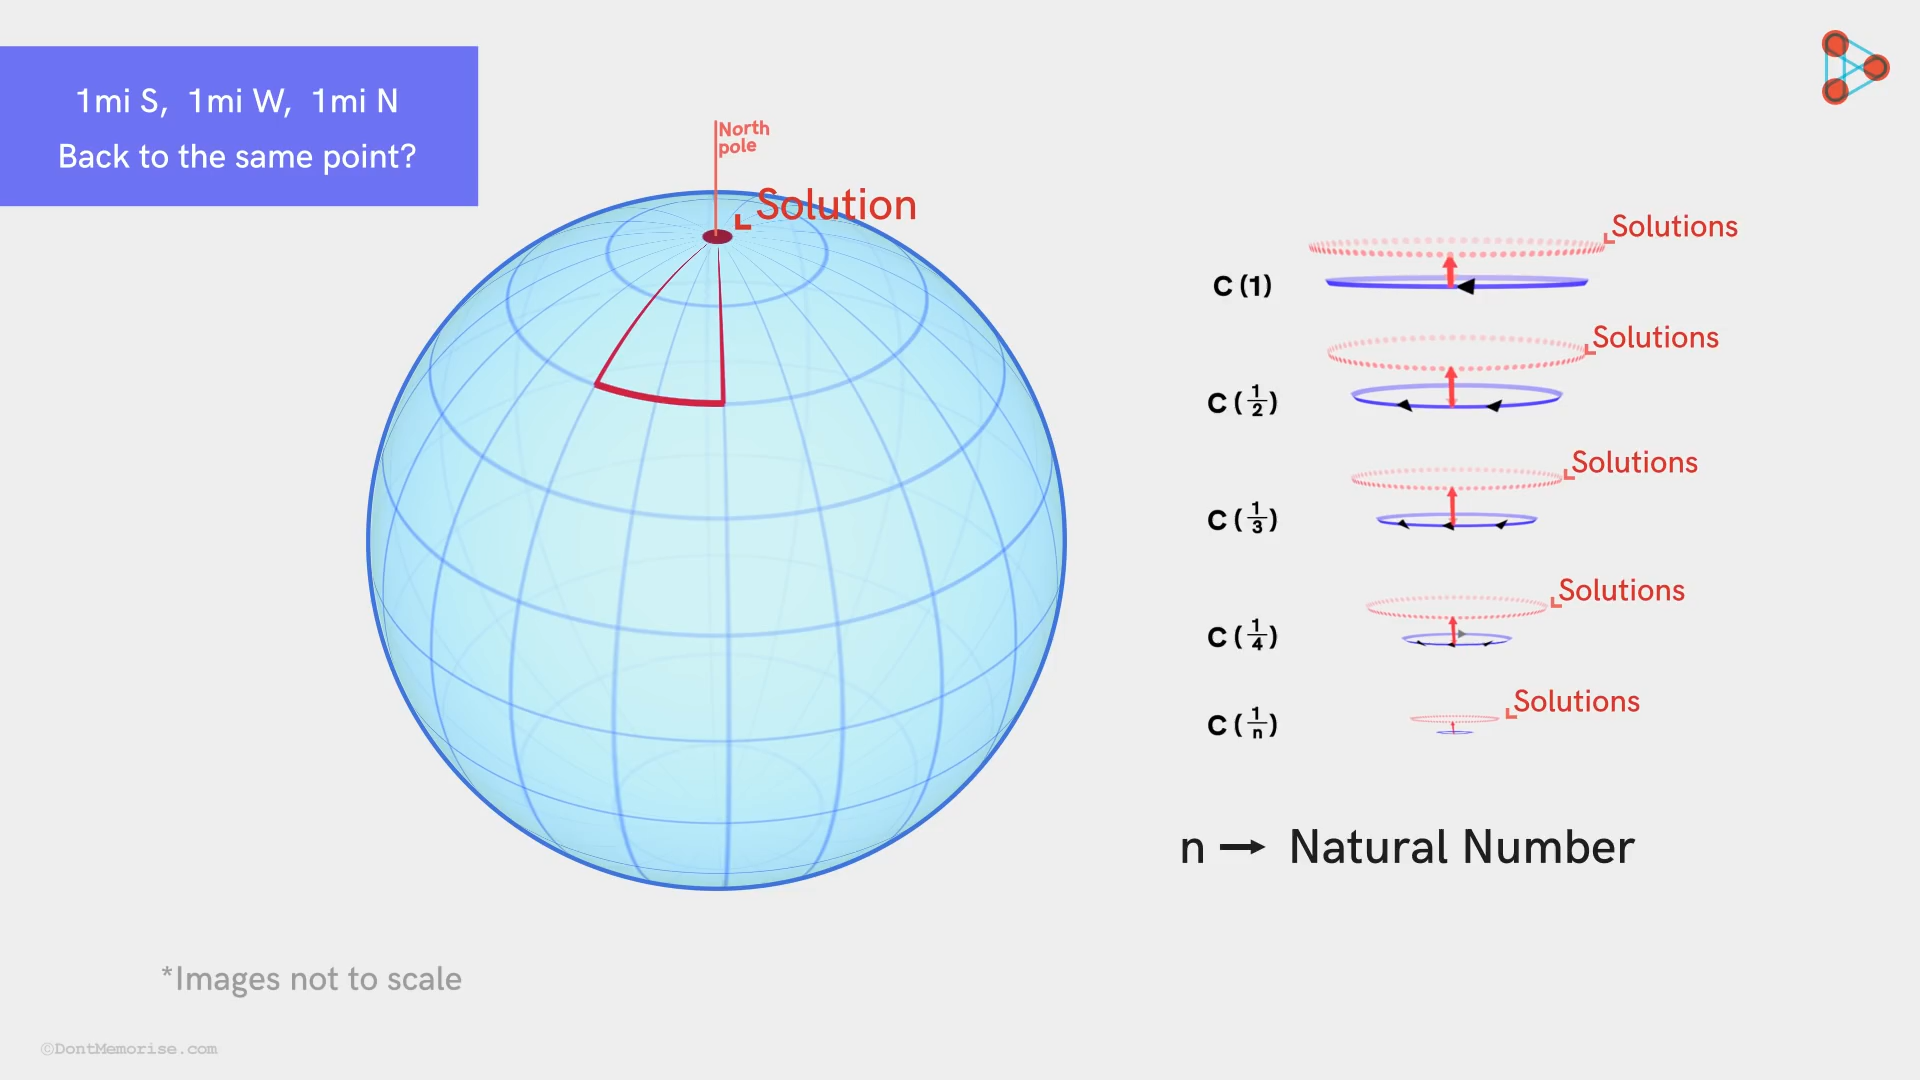 1mi S, 1mi W, 1mi N
Back to the same point?
North
pole
Solution
Solutions
C (1)
Solutions
C (1/2)
Solutions
C (1/3)
Solutions
C (1/4)
Solutions
C (1/n)
n → Natural Number
*Images not to scale
©DontMemorise.com